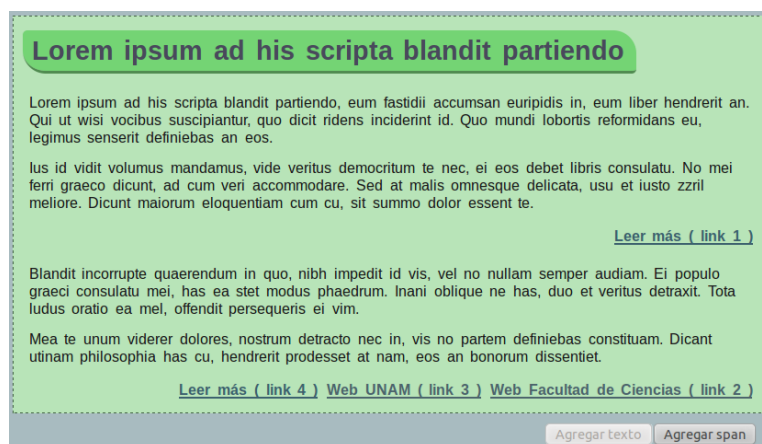 Lorem ipsum ad his scripta blandit partiendo
Lorem ipsum ad his scripta blandit partiendo, eum fastidii accumsan euripidis in, eum liber hendrerit an.
Qui ut wisi vocibus suscipiantur, quo dicit ridens inciderint id. Quo mundi lobortis reformidans eu,
legimus senserit definiebas an eos.
Ius id vidit volumus mandamus, vide veritus democritum te nec, ei eos debet libris consulatu. No mei
ferri graeco dicunt, ad cum veri accommodare. Sed at malis omnesque delicata, usu et iusto zzril
meliore. Dicunt maiorum eloquentiam cum cu, sit summo dolor essent te.
Leer más ( link 1 )
Blandit incorrupte quaerendum in quo, nibh impedit id vis, vel no nullam semper audiam. Ei populo
graeci consulatu mei, has ea stet modus phaedrum. Inani oblique ne has, duo et veritus detraxit. Tota
ludus oratio ea mel, offendit persequeris ei vim.
Mea te unum viderer dolores, nostrum detracto nec in, vis no partem definiebas constituam. Dicant
utinam philosophia has cu, hendrerit prodesset at nam, eos an bonorum dissentiet.
Leer más ( link 4 ) Web UNAM ( link 3 ) Web Facultad de Ciencias ( link 2 )
Agregar texto Agregar span